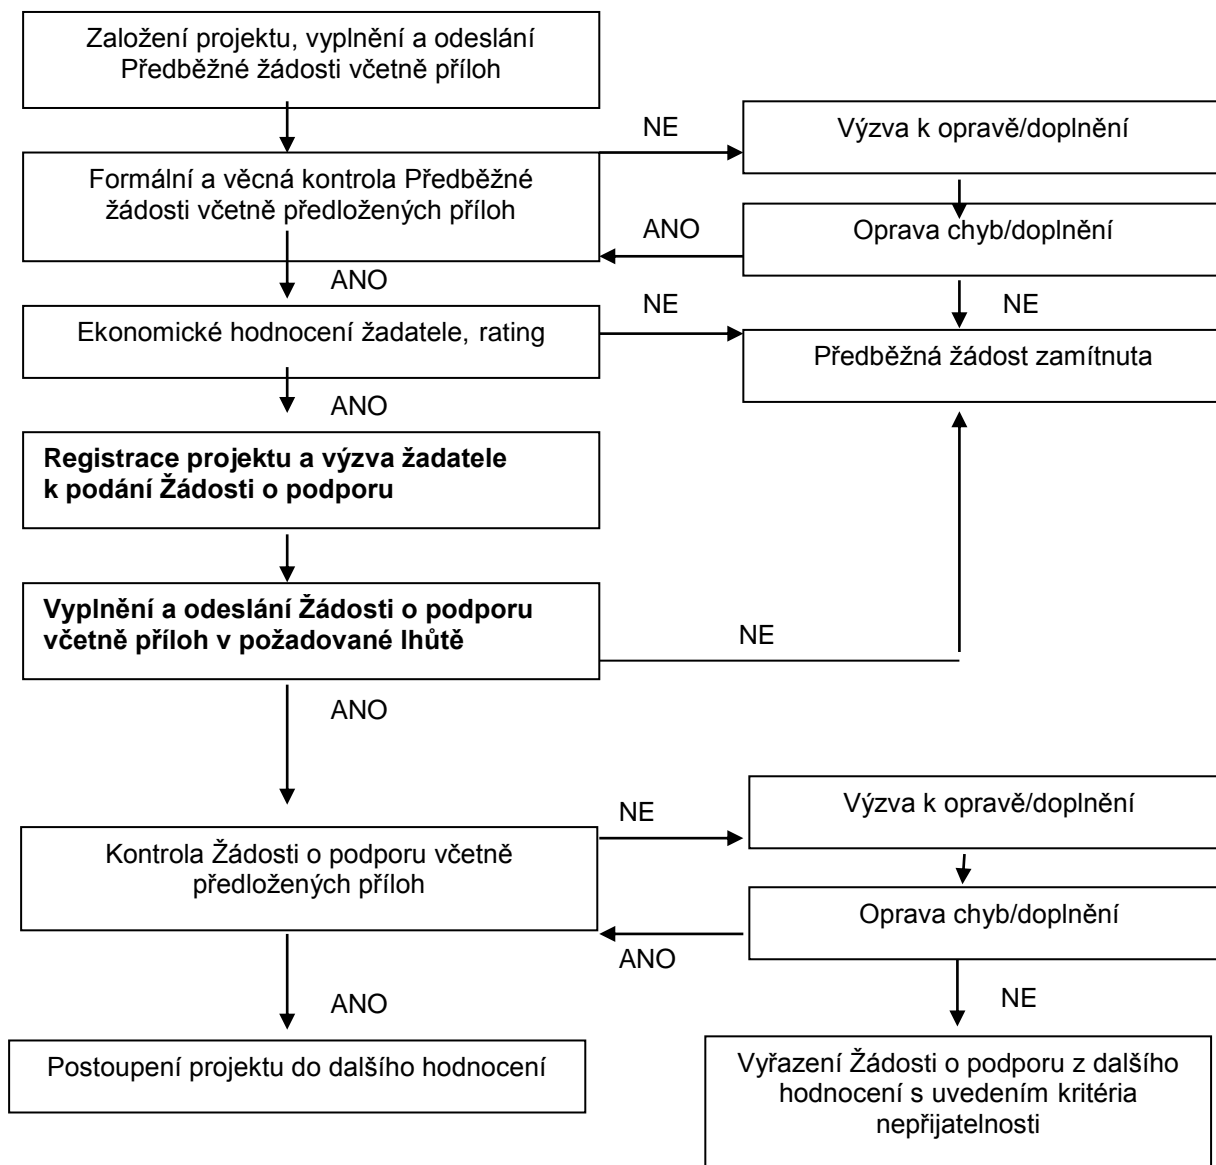 Založení projektu, vyplnění a odeslání
Předběžné žádosti včetně příloh
NE
Výzva k opravě/doplnění
Formální a věcná kontrola Předběžné
žádosti včetně předložených příloh
ANO
Oprava chyb/doplnění
ANO
NE
NE
Ekonomické hodnocení žadatele, rating
Předběžná žádost zamítnuta
ANO
Registrace projektu a výzva žadatele
k podání Žádosti o podporu
Vyplnění a odeslání Žádosti o podporu
včetně příloh v požadované lhůtě
NE
ANO
NE
Výzva k opravě/doplnění
Kontrola Žádosti o podporu včetně
předložených příloh
Oprava chyb/doplnění
ANO
ANO
NE
Postoupení projektu do dalšího hodnocení
Vyřazení Žádosti o podporu z dalšího
hodnocení s uvedením kritéria
nepřijatelnosti